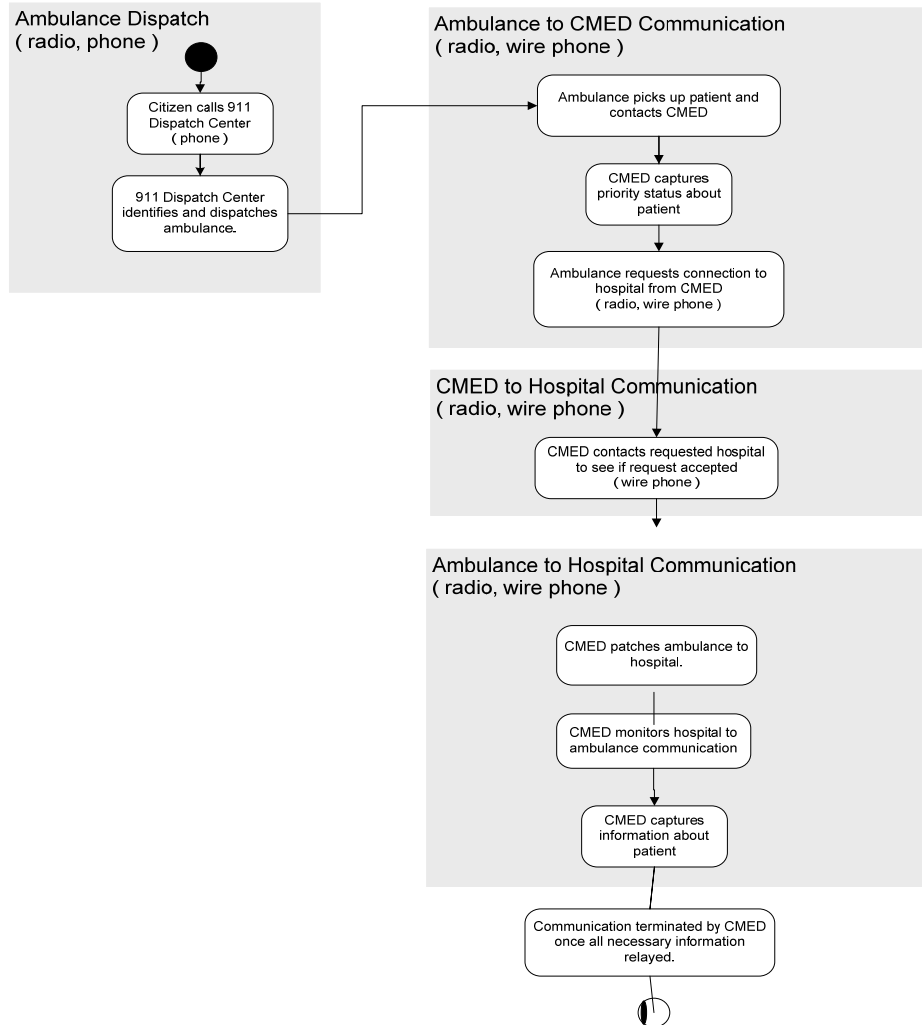 Ambulance Dispatch
( radio, phone )
Citizen calls 911
Dispatch Center
( phone )
911 Dispatch Center
identifies and dispatches
ambulance.
Ambulance to CMED Communication
( radio, wire phone )
Ambulance picks up patient and
contacts CMED
CMED captures
priority status about
patient
Ambulance requests connection to
hospital from CMED
( radio, wire phone )
CMED to Hospital Communication
( radio, wire phone )
CMED contacts requested hospital
to see if request accepted
( wire phone )
Ambulance to Hospital Communication
( radio, wire phone )
CMED patches ambulance to
hospital.
CMED monitors hospital to
ambulance communication
CMED captures
information about
patient
Communication terminated by CMED
once all necessary information
relayed.